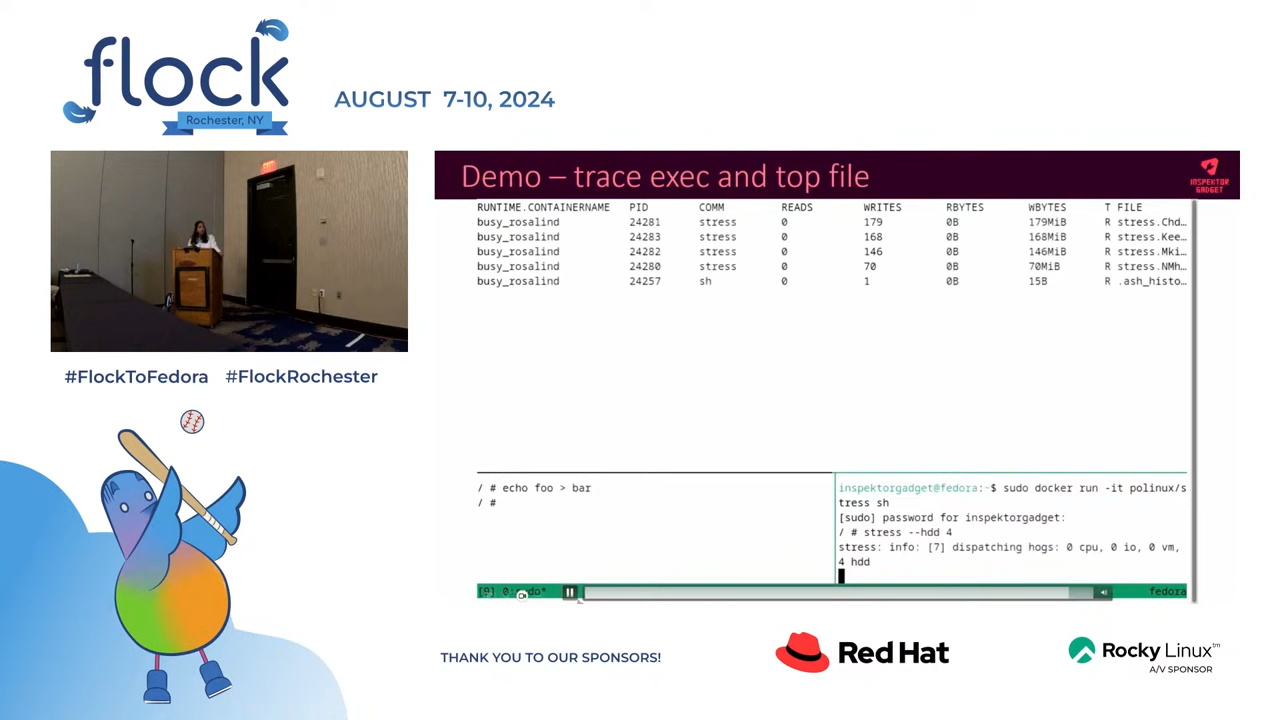 flock
Rochester, NY
AUGUST 7-10, 2024
#FlockToFedora #FlockRochester
Demo – trace exec and top file
INSPEKTOR
GADGET
RUNTIME.CONTAINERNAME PID COMM READS WRITES RBYTES WBYTES T FILE
busy_rosalind 24281 stress 0 179 0B 179MiB R stress.Chd…
busy_rosalind 24283 stress 0 168 0B 168MiB R stress.Kee…
busy_rosalind 24282 stress 0 146 0B 146MiB R stress.Mki…
busy_rosalind 24280 stress 0 70 0B 70MiB R stress.NMh…
busy_rosalind 24257 sh 0 1 0B 15B R .ash_histo…
/ # echo foo > bar
/ #
inspektorgadget@fedora:~$ sudo docker run -it polinux/s
tress sh
[sudo] password for inspektorgadget:
/ # stress --hdd 4
stress: info: [7] dispatching hogs: 0 cpu, 0 io, 0 vm,
4 hdd
fedora
THANK YOU TO OUR SPONSORS!
Red Hat
Rocky Linux™
A/V SPONSOR